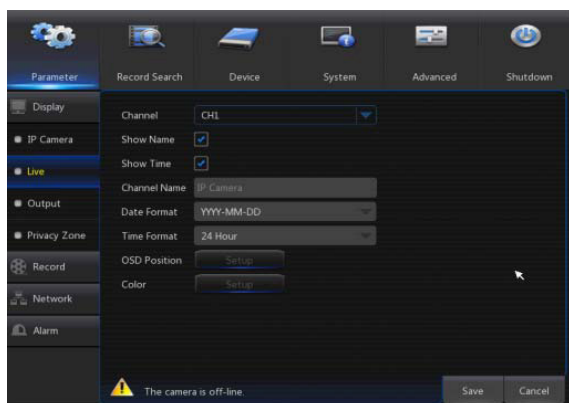 Parameter Record Search Device System Advanced Shutdown
Display
IP Camera
Live
Output
Privacy Zone
Record
Network
Alarm
Channel CH1
Show Name
Show Time
Channel Name IP Camera
Date Format YYYY-MM-DD
Time Format 24 Hour
OSD Position Setup
Color Setup
The camera is off-line.
Save Cancel